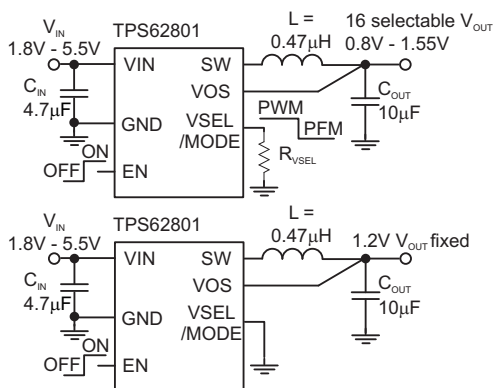 TPS62801
L =
0.47µH
16 selectable VOUT
0.8V - 1.55V
VIN
1.8V - 5.5V
VIN
SW
VOS
CIN
4.7µF
COUT
10µF
GND
VSEL
/MODE
PWM
PFM
RVSEL
ON
OFF
EN
TPS62801
L =
0.47µH
1.2V VOUT fixed
VIN
1.8V - 5.5V
VIN
SW
VOS
CIN
4.7µF
COUT
10µF
GND
VSEL
/MODE
ON
OFF
EN